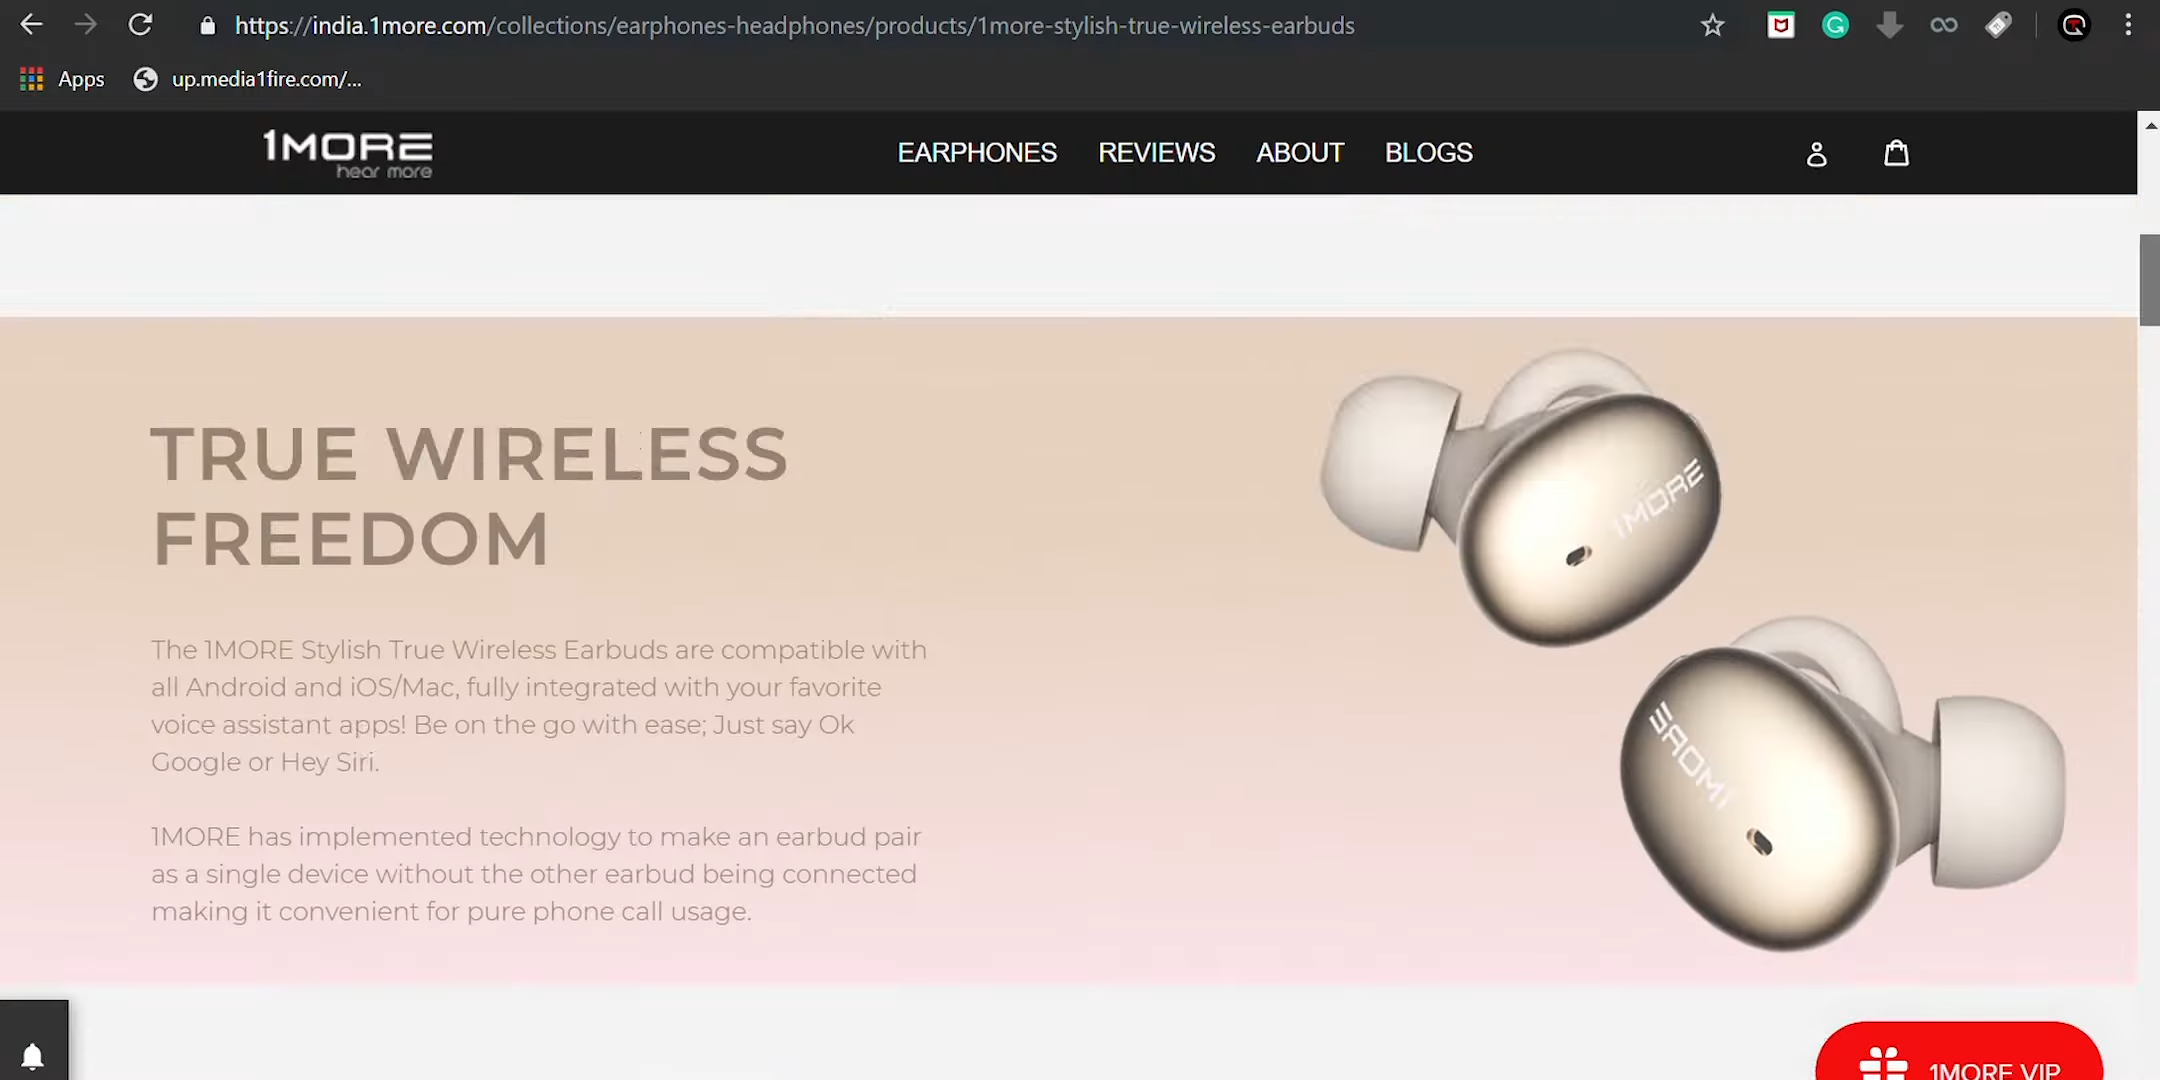 https://india.1more.com/collections/earphones-headphones/products/1more-stylish-true-wireless-earbuds
Apps
up.media1fire.com/...
1MORE
hear more
EARPHONES
REVIEWS
ABOUT
BLOGS
TRUE WIRELESS
FREEDOM
The 1MORE Stylish True Wireless Earbuds are compatible with
all Android and iOS/Mac, fully integrated with your favorite
voice assistant apps! Be on the go with ease; Just say Ok
Google or Hey Siri.
1MORE has implemented technology to make an earbud pair
as a single device without the other earbud being connected
making it convenient for pure phone call usage.
1MORE
1MORE
1MORE VIP